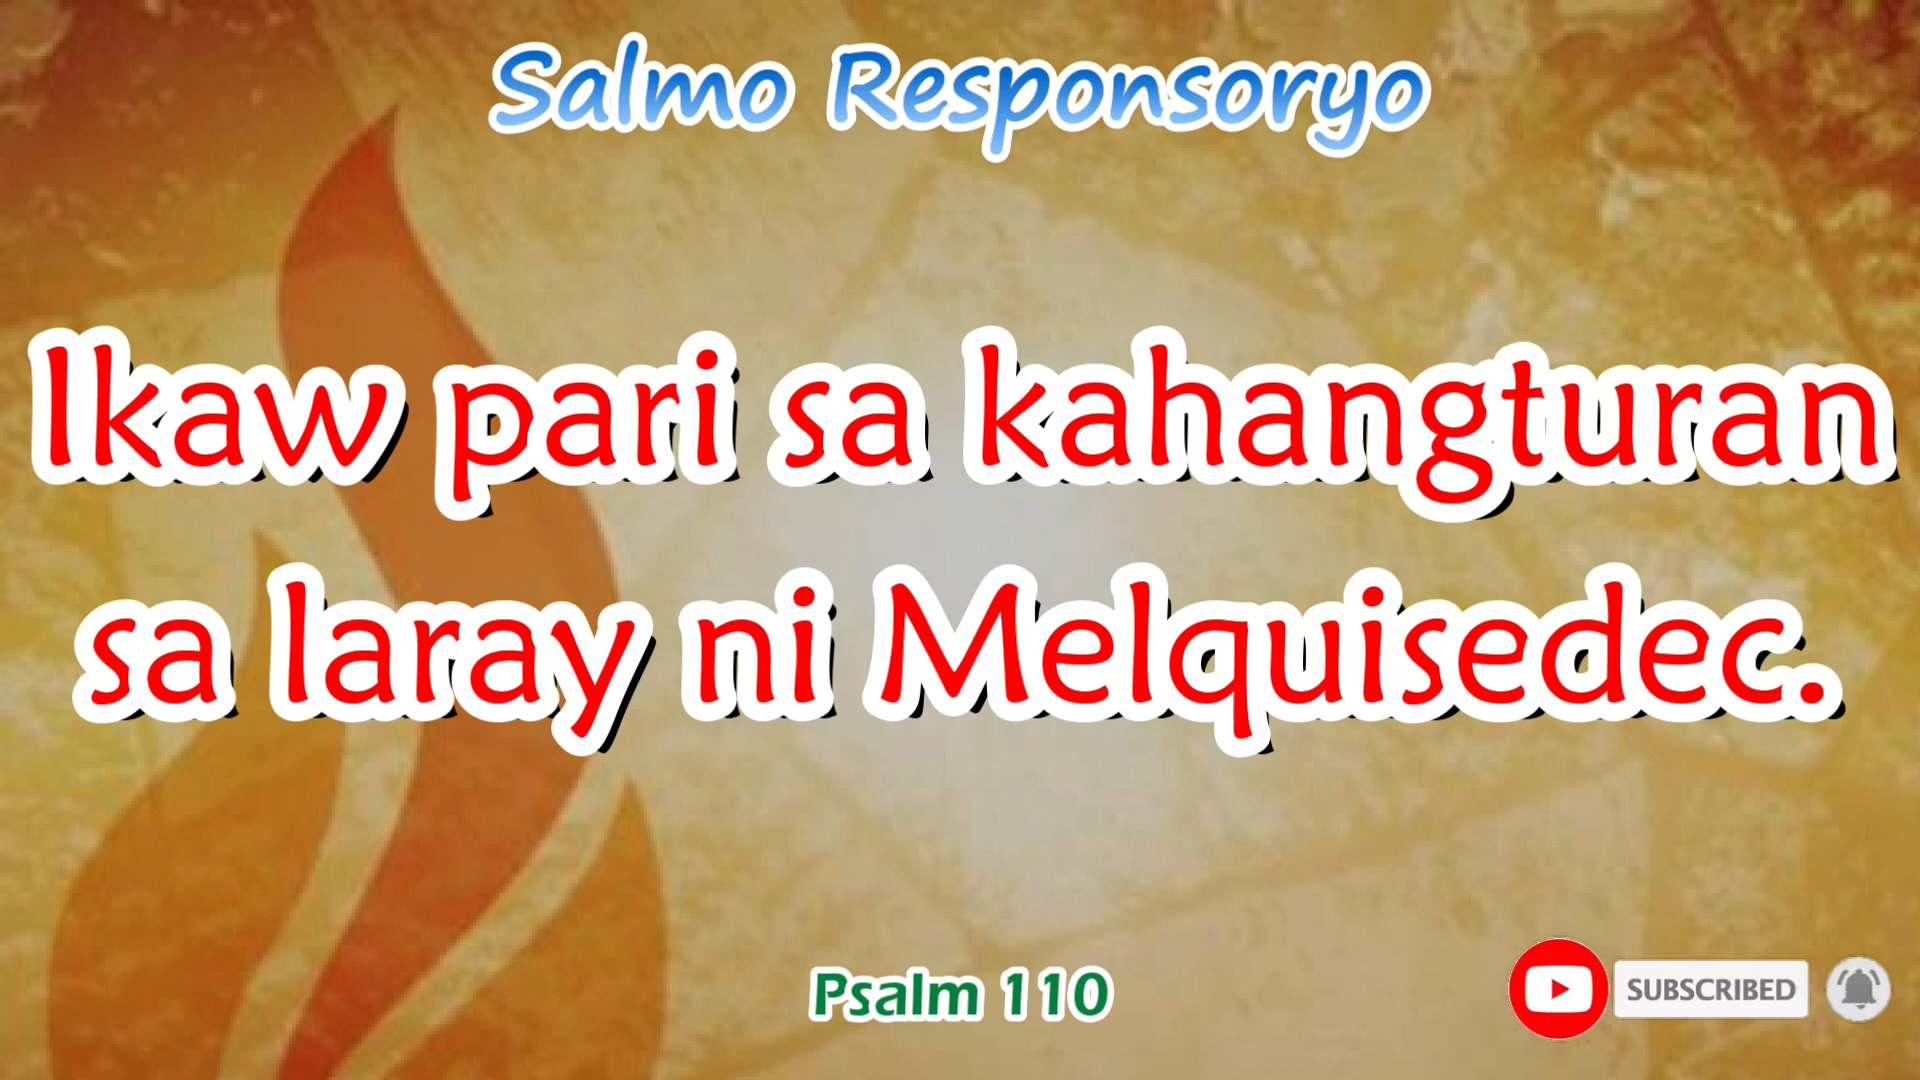 Salmo Responsoryo
Ikaw pari sa kahangturan
sa laray ni Melquisedec.
Psalm 110
SUBSCRIBED